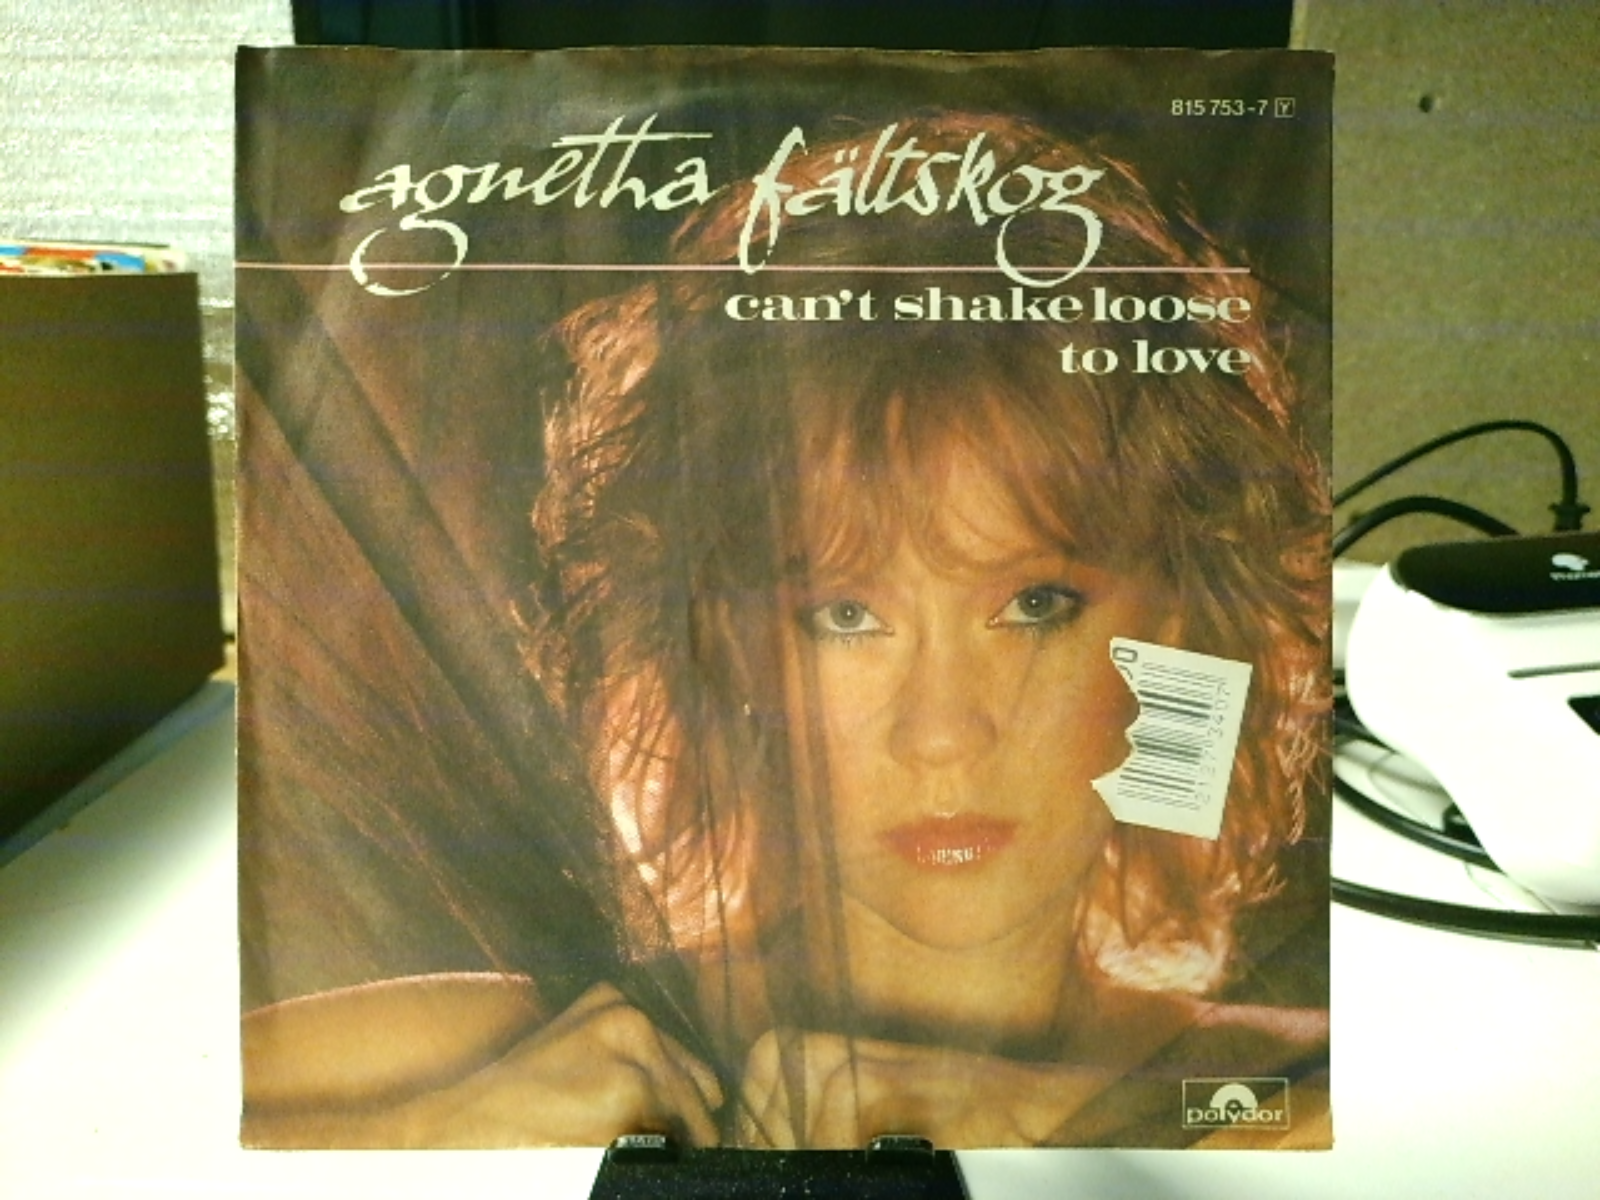 815 753-7 Y
agnetha fältskog
can't shake loose
to love
polydor